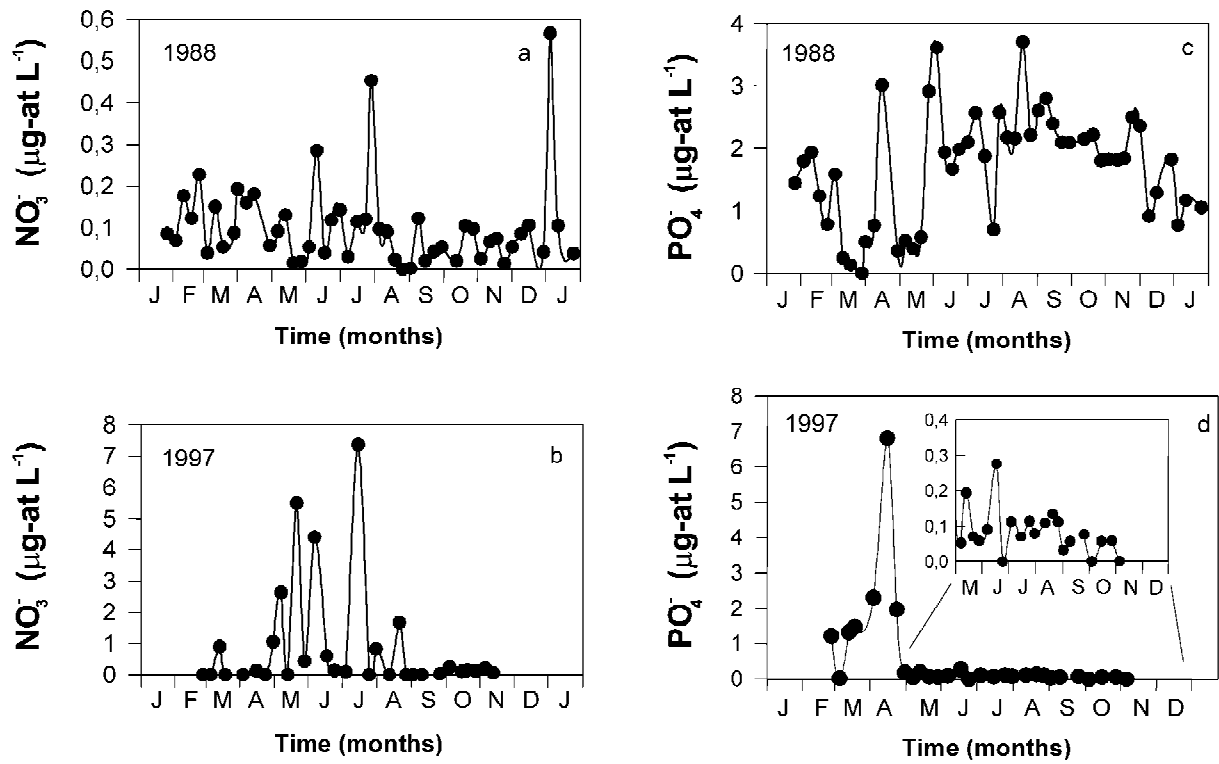 NO₃⁻ (μg-at L⁻¹)
0,6
0,5
0,4
0,3
0,2
0,1
0,0
1988
a
J F M A M J J A S O N D J
Time (months)
PO₄⁻ (μg-at L⁻¹)
4
3
2
1
0
1988
c
J F M A M J J A S O N D J
Time (months)
NO₃⁻ (μg-at L⁻¹)
8
7
6
5
4
3
2
1
0
1997
b
J F M A M J J A S O N D J
Time (months)
PO₄⁻ (μg-at L⁻¹)
8
7
6
5
4
3
2
1
0
1997
d
0,4
0,3
0,2
0,1
0,0
M J J A S O N D
J F M A M J J A S O N D
Time (months)